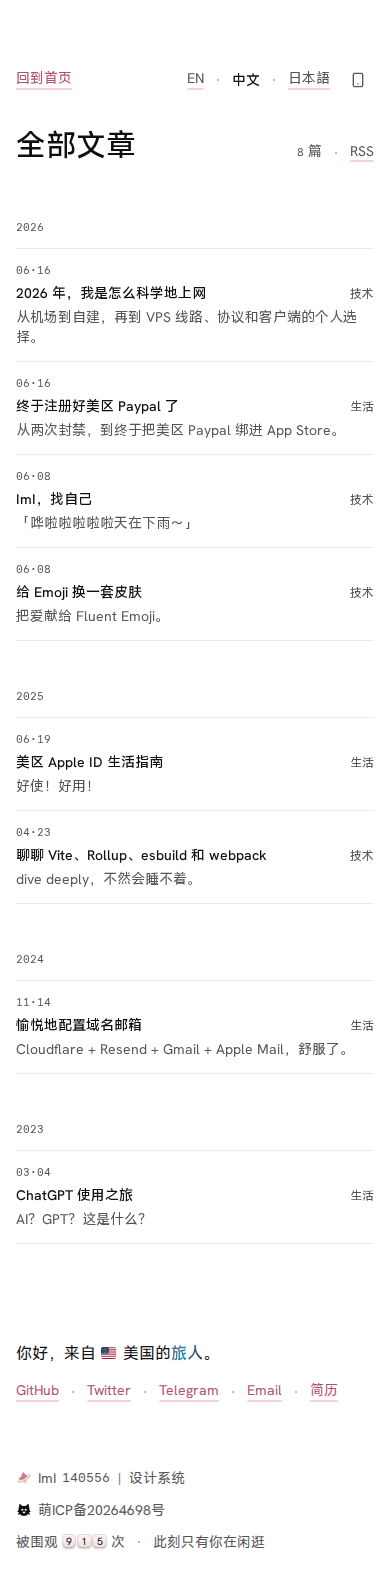 回到首页
EN · 中文 · 日本語
全部文章
8 篇 · RSS
2026
06·16
2026 年，我是怎么科学地上网
技术
从机场到自建，再到 VPS 线路、协议和客户端的个人选
择。
06·16
终于注册好美区 Paypal 了
生活
从两次封禁，到终于把美区 Paypal 绑进 App Store。
06·08
lml，找自己
技术
「哗啦啦啦啦啦天在下雨～」
06·08
给 Emoji 换一套皮肤
技术
把爱献给 Fluent Emoji。
2025
06·19
美区 Apple ID 生活指南
生活
好使！好用！
04·23
聊聊 Vite、Rollup、esbuild 和 webpack
技术
dive deeply，不然会睡不着。
2024
11·14
愉悦地配置域名邮箱
生活
Cloudflare + Resend + Gmail + Apple Mail，舒服了。
2023
03·04
ChatGPT 使用之旅
生活
AI？GPT？这是什么？
你好，来自 🇺🇸 美国的旅人。
GitHub · Twitter · Telegram · Email · 简历
lml 140556 | 设计系统
萌ICP备20264698号
被围观 915 次 · 此刻只有你在闲逛